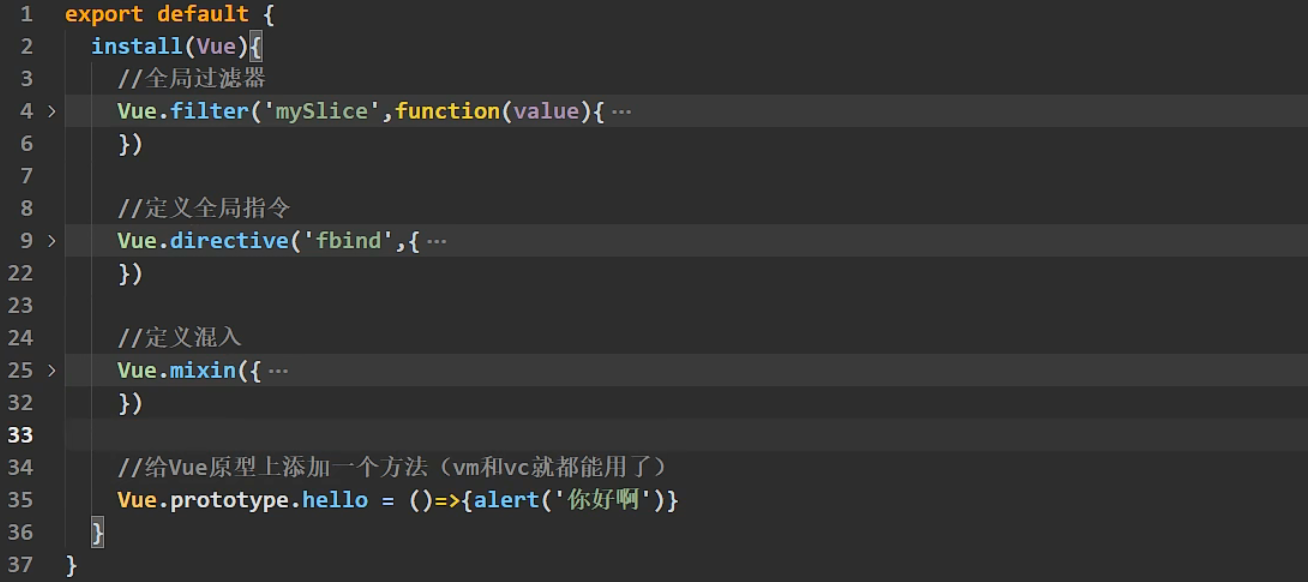 1 export default {
2 install(Vue){
3 //全局过滤器
4 > Vue.filter('mySlice',function(value){ ···
6 })
7
8 //定义全局指令
9 > Vue.directive('fbind',{ ···
22 })
23
24 //定义混入
25 > Vue.mixin({ ···
32 })
33
34 //给Vue原型上添加一个方法（vm和vc就都能用了）
35 Vue.prototype.hello = ()=>{alert('你好啊')}
36 }
37 }